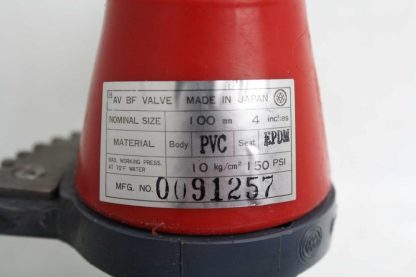 AV BF VALVE MADE IN JAPAN
NOMINAL SIZE 100 mm 4 inches
MATERIAL Body PVC Seat EPDM
MAX. WORKING PRESS. AT 70°F WATER 10 kg/cm² 150 PSI
MFG. NO. 0091257